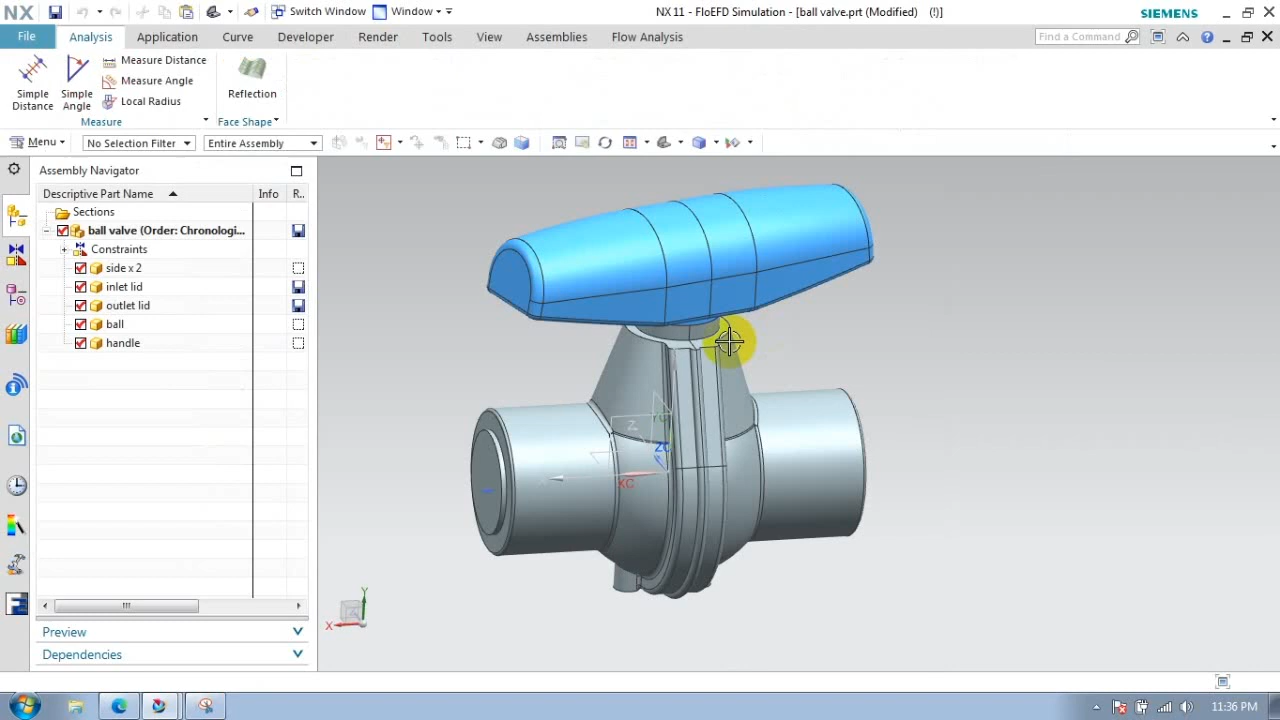 NX Switch Window Window NX 11 - FloEFD Simulation - [ball valve.prt (Modified) (!)] SIEMENS
File Analysis Application Curve Developer Render Tools View Assemblies Flow Analysis Find a Command
Simple Distance
Simple Angle
Measure Distance
Measure Angle
Local Radius
Reflection
Measure Face Shape
Menu No Selection Filter Entire Assembly
Assembly Navigator
Descriptive Part Name Info R..
Sections
ball valve (Order: Chronologi...
Constraints
side x 2
inlet lid
outlet lid
ball
handle
Preview
Dependencies
YC
Z
ZC
XC
Y
X
11:36 PM